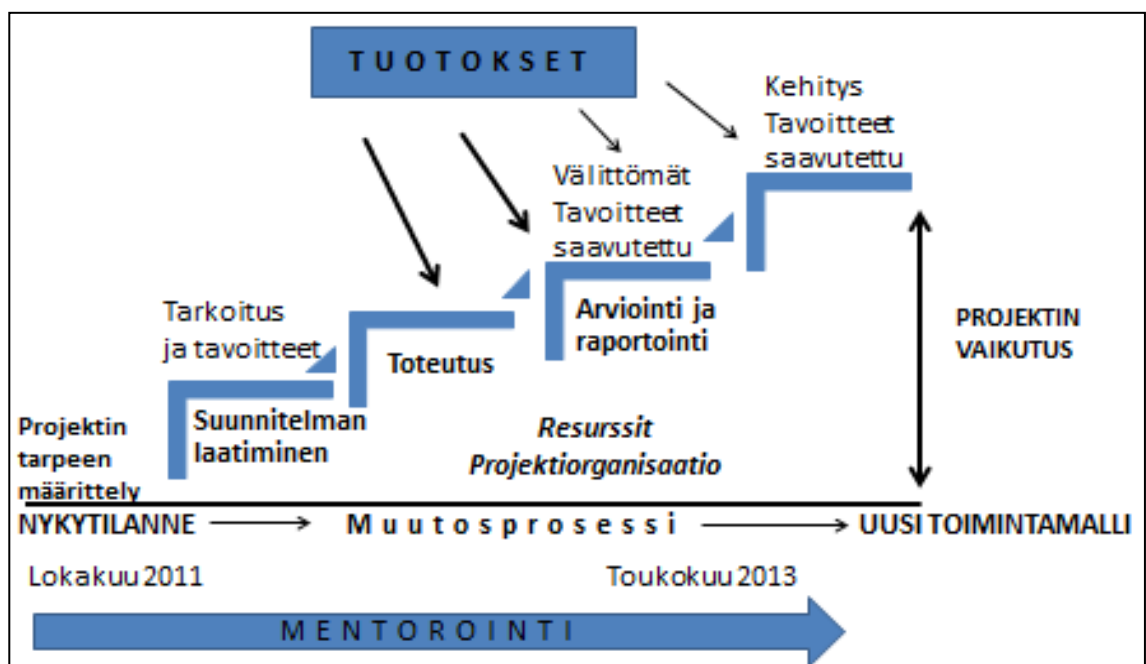 TUOTOKSET
Kehitys
Tavoitteet
saavutettu
Välittömät
Tavoitteet
saavutettu
Tarkoitus
ja tavoitteet
Toteutus
Arviointi ja
raportointi
PROJEKTIN
VAIKUTUS
Suunnitelman
laatiminen
Projektin
tarpeen
määrittely
Resurssit
Projektiorganisaatio
NYKYTILANNE Muutosprosessi UUSI TOIMINTAMALLI
Lokakuu 2011 Toukokuu 2013
MENTOROINTI